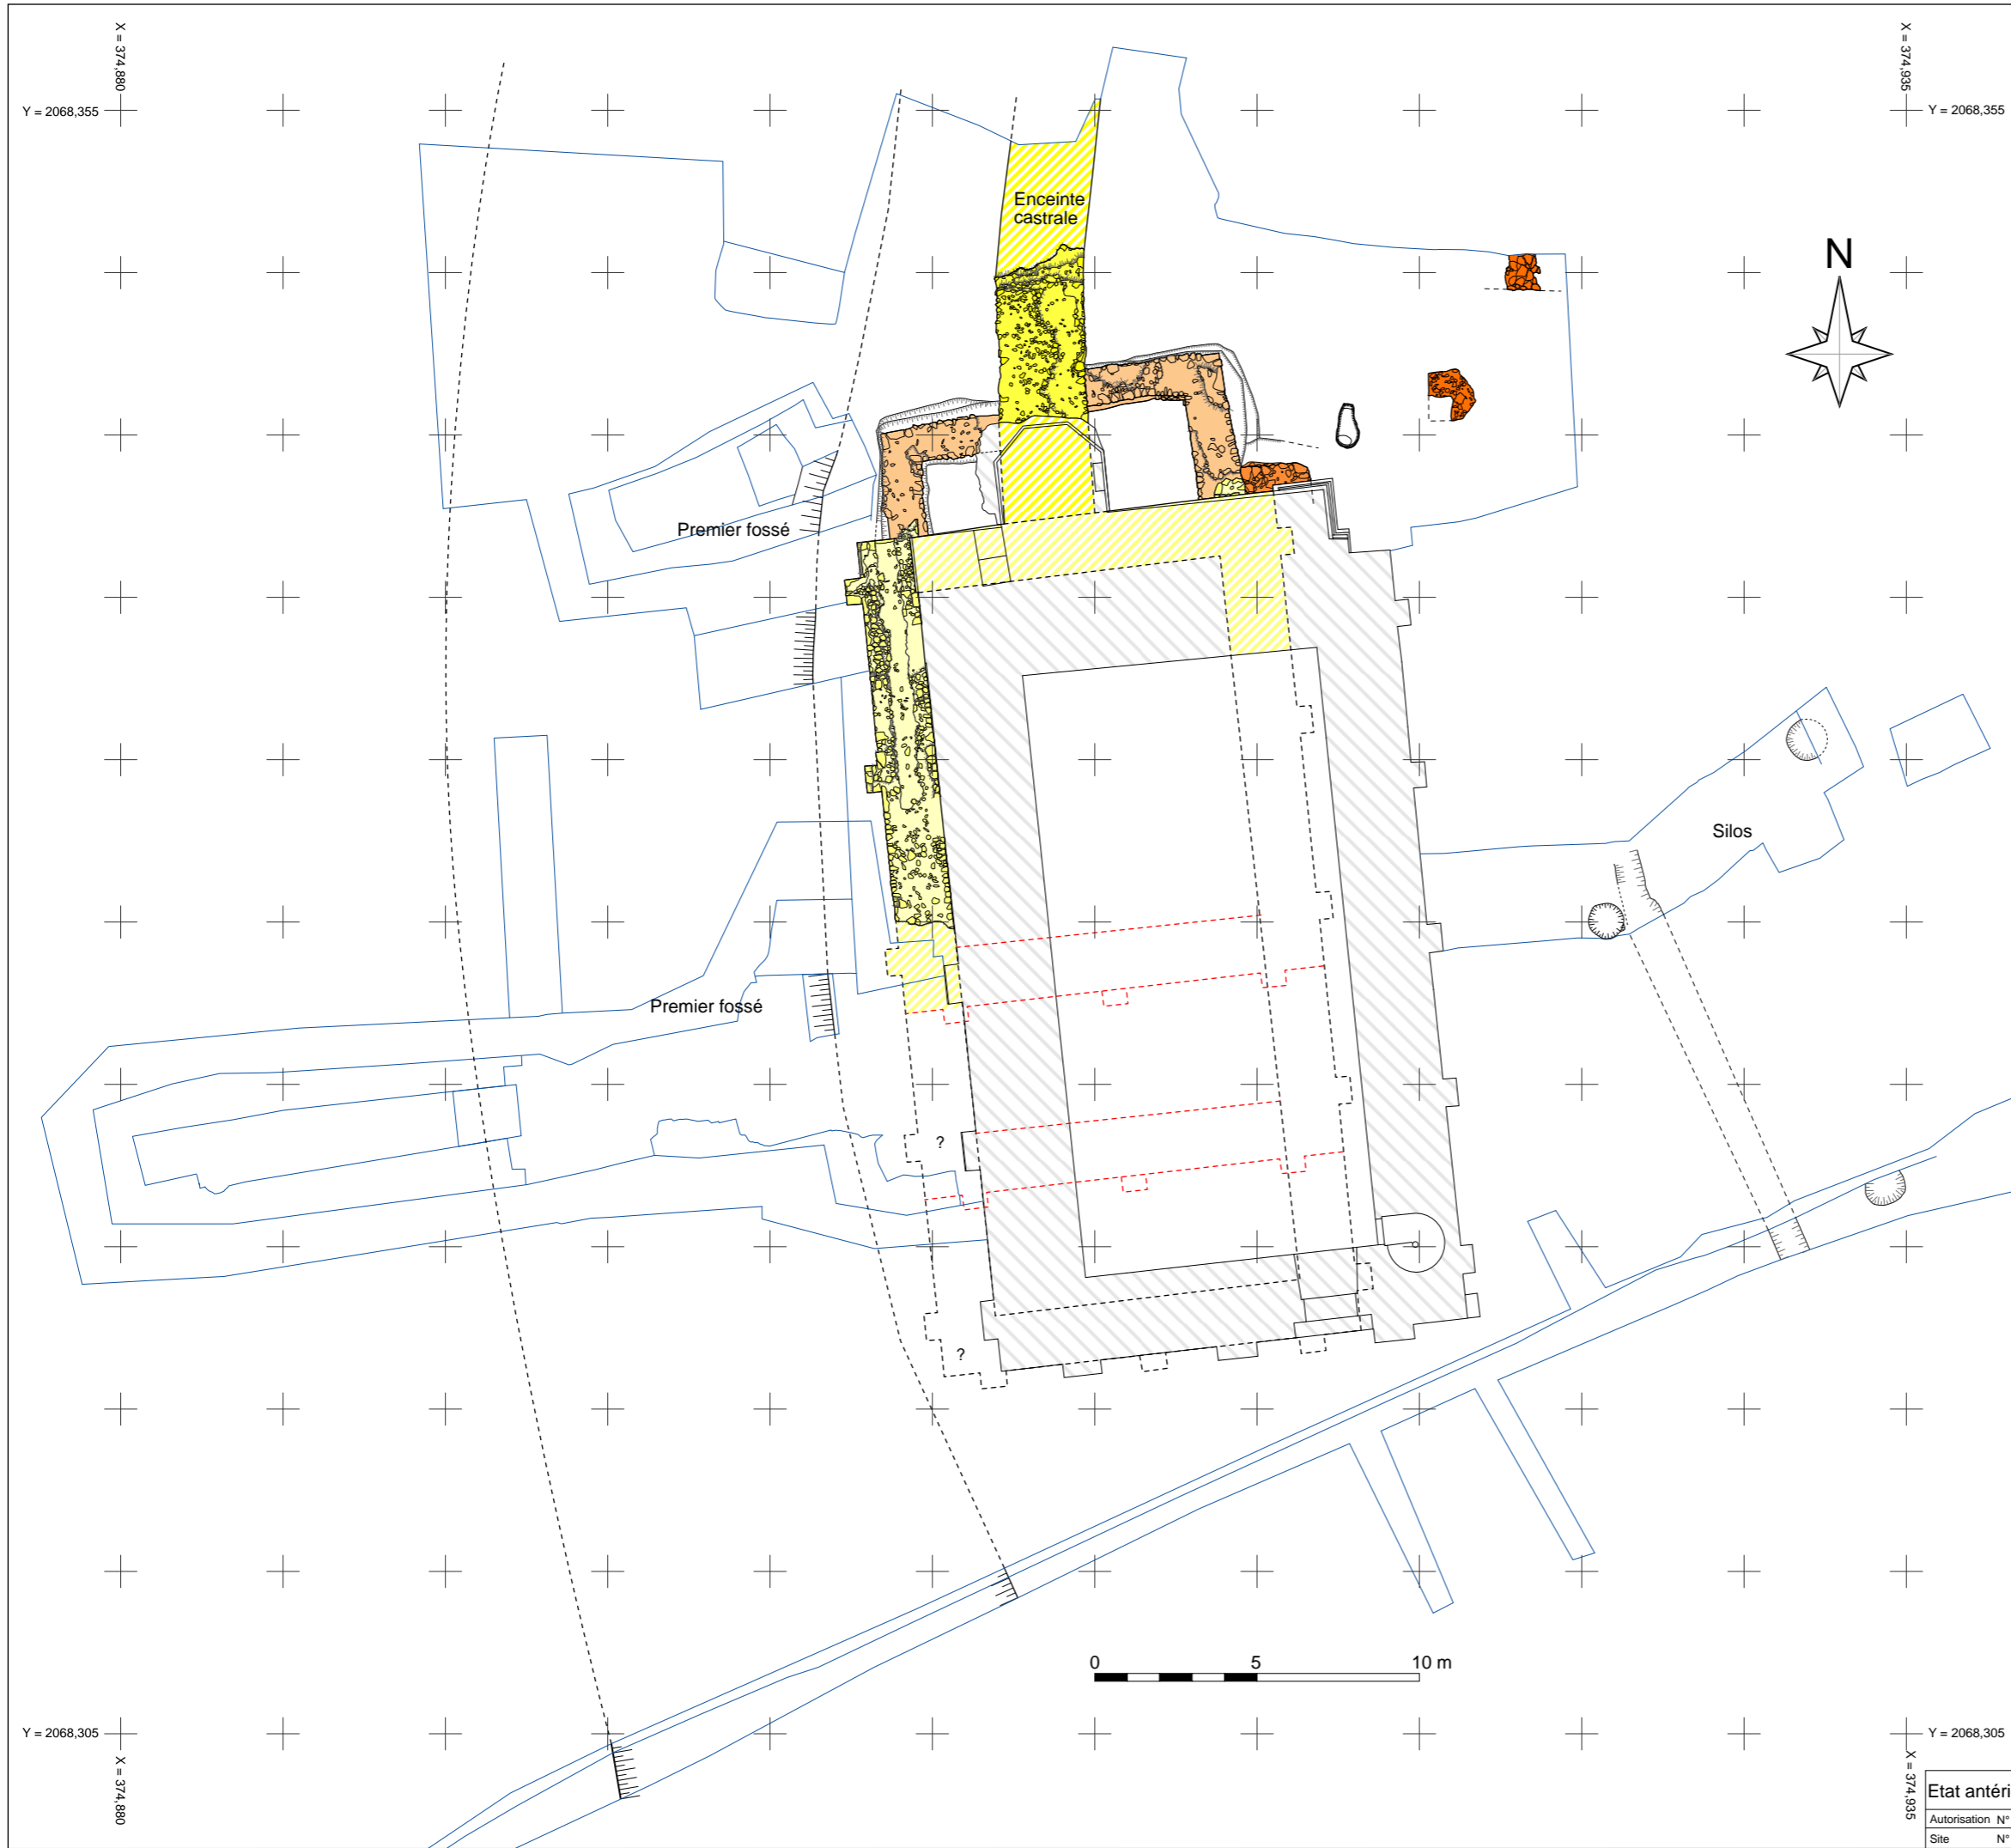 X = 374,880
X = 374,935
Y = 2068,355
Y = 2068,355
Enceinte
castrale
N
Premier fossé
Silos
Premier fossé
?
?
0 5 10 m
Y = 2068,305
Y = 2068,305
X = 374,880
X = 374,935
Etat antéri
Autorisation N°
Site N°